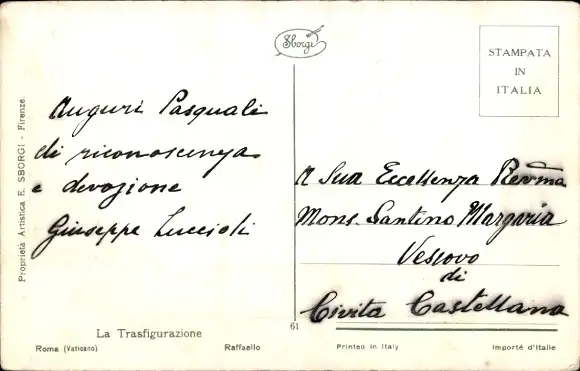 Sborgi
STAMPATA
IN
ITALIA
Auguri Pasquali
di riconoscenza
e devozione
Giuseppe Luccioli
A Sua Eccellenza Rev̄ma
Mons. Santino Margaria
Vescovo
di
Civita Castellana
Proprietà Artistica E. SBORGI - Firenze.
La Trasfigurazione
Roma (Vaticano)
Raffaello
61
Printed in Italy
Importé d'Italie